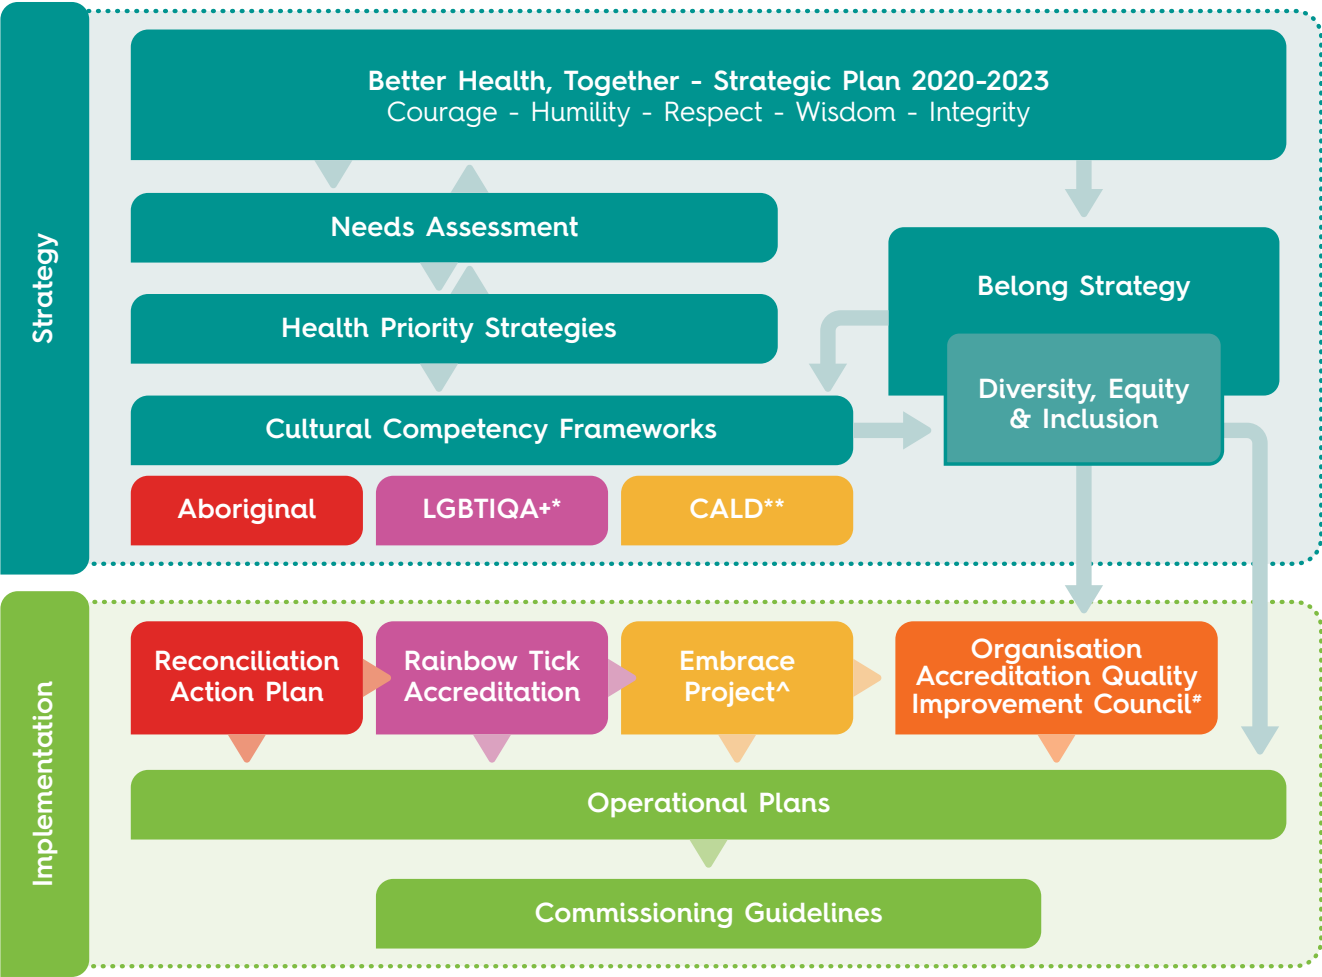 Strategy
Better Health, Together - Strategic Plan 2020-2023
Courage - Humility - Respect - Wisdom - Integrity
Needs Assessment
Health Priority Strategies
Cultural Competency Frameworks
Belong Strategy
Diversity, Equity
& Inclusion
Aboriginal
LGBTIQA+*
CALD**
Implementation
Reconciliation
Action Plan
Rainbow Tick
Accreditation
Embrace
Project^
Organisation
Accreditation Quality
Improvement Council#
Operational Plans
Commissioning Guidelines